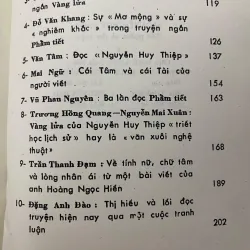 ngắn Vàng lửa
119
4- Đỗ Văn Khang : Sự «Mơ mộng» và sự
« nghiêm khắc » trong truyện ngắn
Phẩm tiết
126
5- Văn Tâm : Đọc «Nguyễn Huy Thiệp»
137
6- Mai Ngữ : Cái Tâm và cái Tài của
người viết .
154
7- Vũ Phan Nguyên : Ba lần đọc Phẩm tiết
163
8- Trương Hồng Quang—Nguyễn Mai Xuân :
Vàng lửa của Nguyễn Huy Thiệp «triết
học lịch sử» hay là «văn xuôi nghệ
thuật»
168
9- Trần Thanh Đạm : Về tính nữ, chữ tâm
và lòng nhân ái từ một bài viết của
anh Hoàng Ngọc Hiến
189
10- Đặng Anh Đào : Thị hiếu và lối đọc
truyện hiện nay qua một cuộc
tranh luận
202